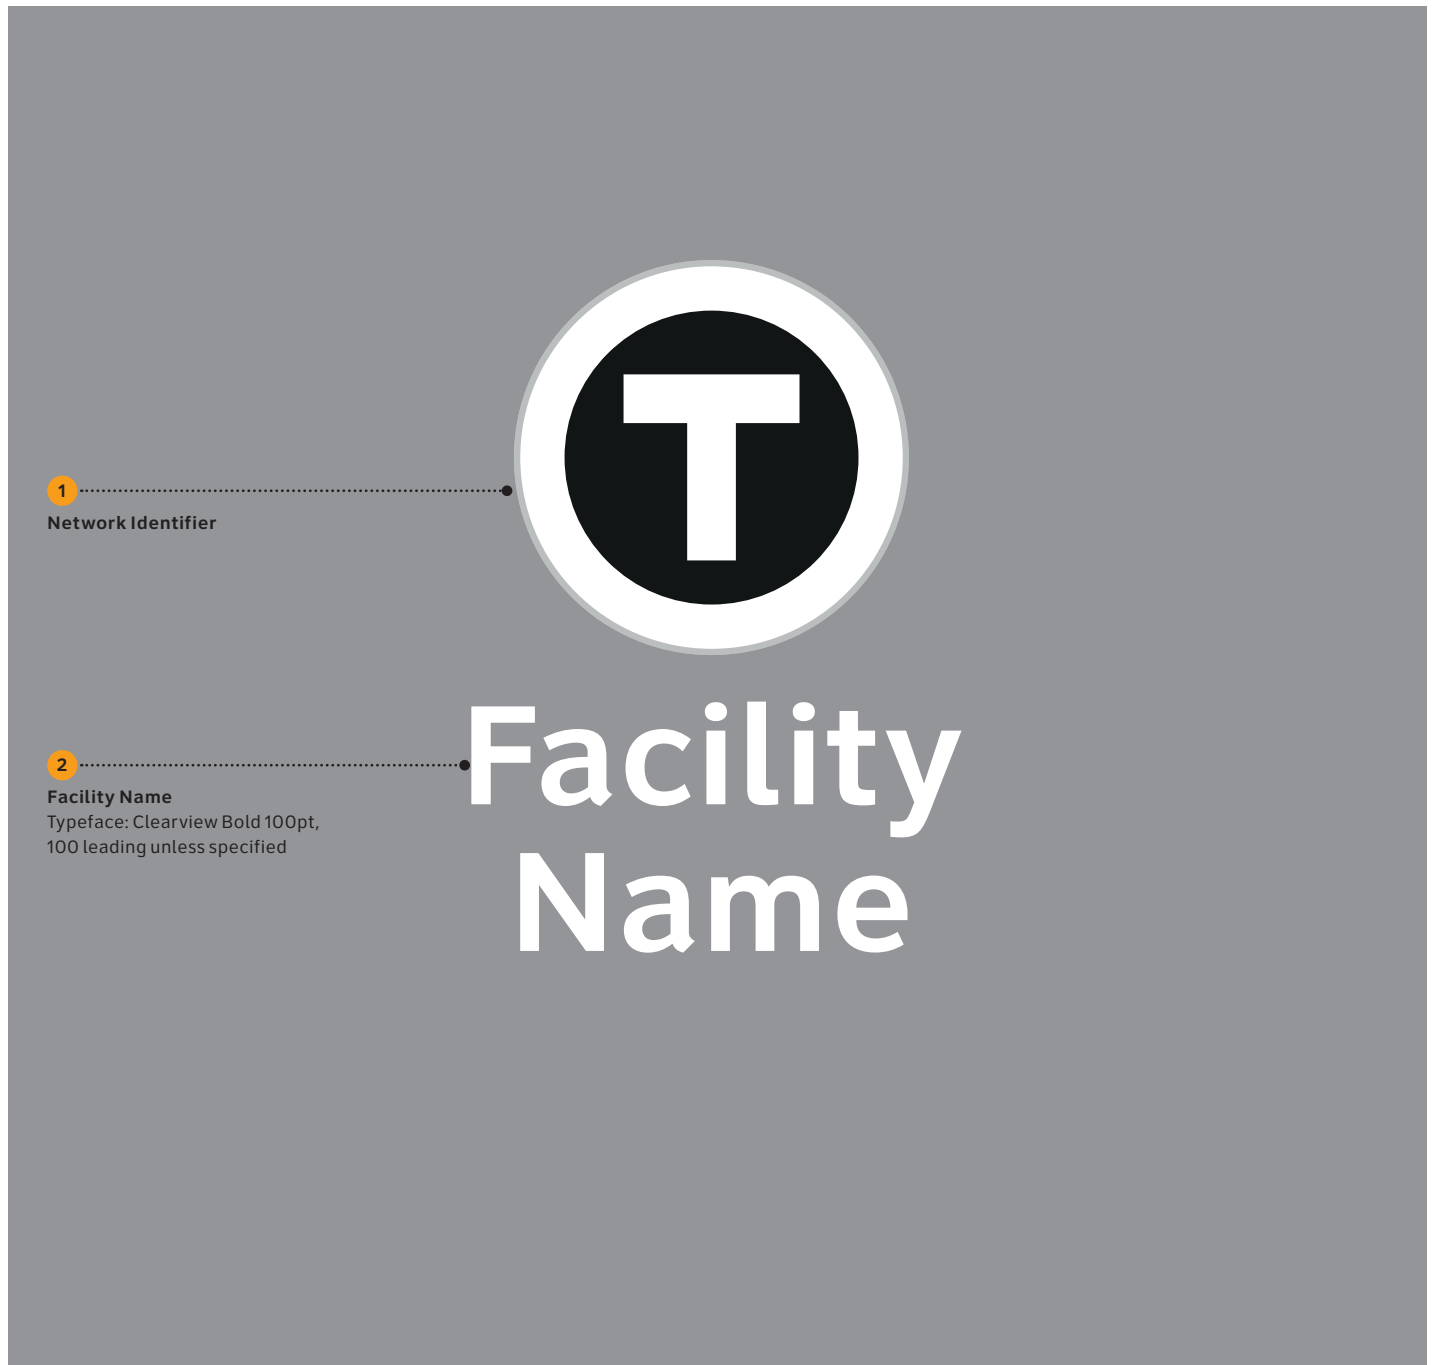 T
1
Network Identifier
Facility
2
Facility Name
Typeface: Clearview Bold 100pt,
100 leading unless specified
Name